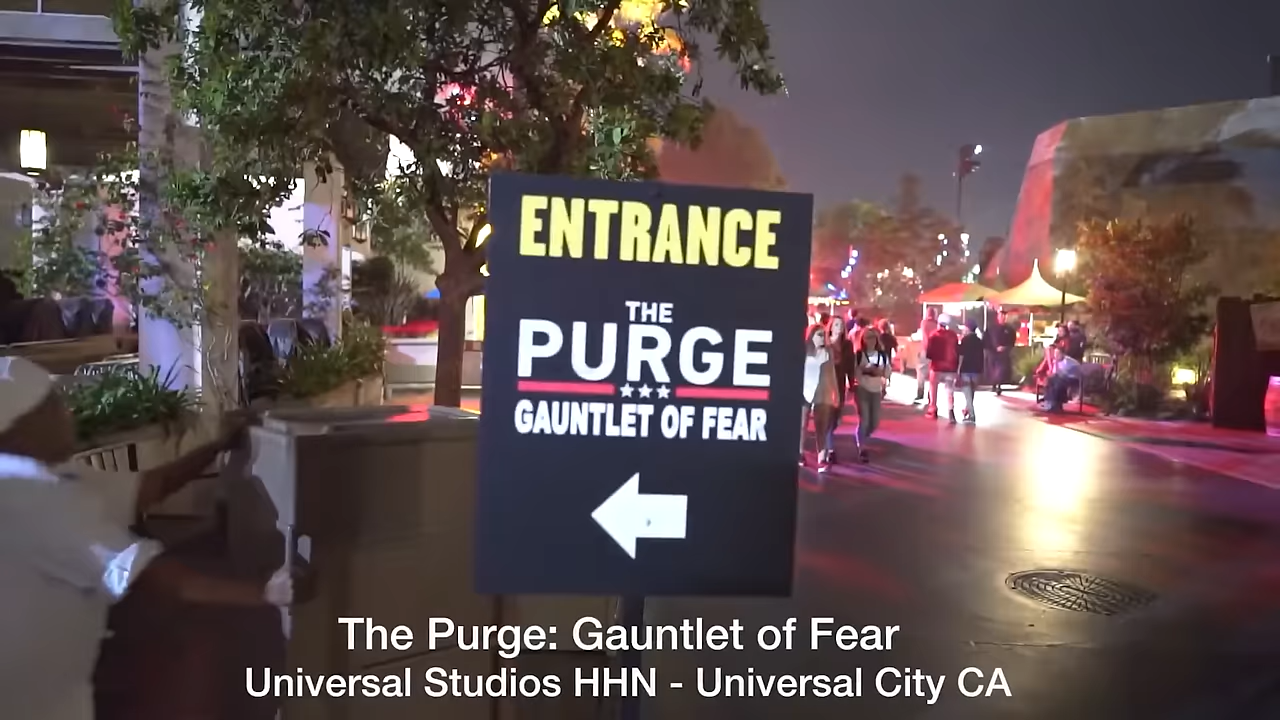 ENTRANCE
THE
PURGE
GAUNTLET OF FEAR
The Purge: Gauntlet of Fear
Universal Studios HHN - Universal City CA